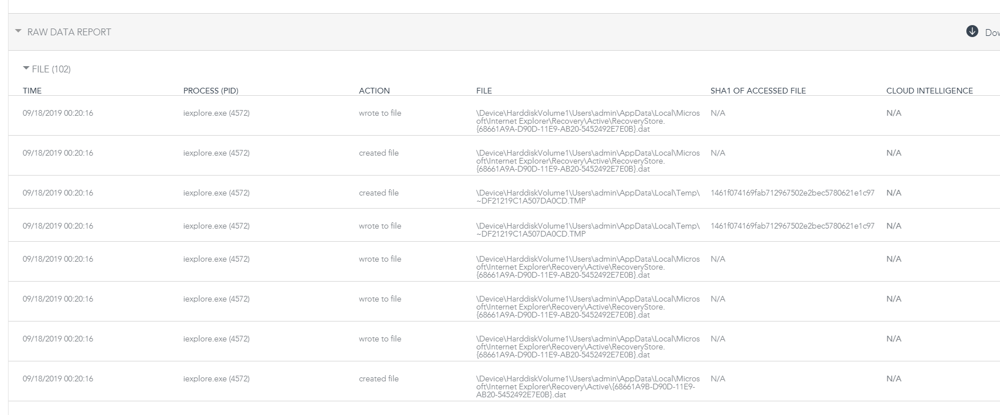 RAW DATA REPORT
FILE (102)
TIME PROCESS (PID) ACTION FILE SHA1 OF ACCESSED FILE CLOUD INTELLIGENCE
09/18/2019 00:20:16 iexplore.exe (4572) wrote to file \Device\HarddiskVolume1\Users\admin\AppData\Local\Micros N/A N/A
oft\Internet Explorer\Recovery\Active\RecoveryStore.
{68661A9A-D90D-11E9-AB20-5452492E7E0B}.dat
09/18/2019 00:20:16 iexplore.exe (4572) created file \Device\HarddiskVolume1\Users\admin\AppData\Local\Micros N/A N/A
oft\Internet Explorer\Recovery\Active\RecoveryStore.
{68661A9A-D90D-11E9-AB20-5452492E7E0B}.dat
09/18/2019 00:20:16 iexplore.exe (4572) created file \Device\HarddiskVolume1\Users\admin\AppData\Local\Temp\ 1461f074169fab712967502e2bec5780621e1c97 N/A
~DF21219C1A507DA0CD.TMP
09/18/2019 00:20:16 iexplore.exe (4572) wrote to file \Device\HarddiskVolume1\Users\admin\AppData\Local\Temp\ 1461f074169fab712967502e2bec5780621e1c97 N/A
~DF21219C1A507DA0CD.TMP
09/18/2019 00:20:16 iexplore.exe (4572) wrote to file \Device\HarddiskVolume1\Users\admin\AppData\Local\Micros N/A N/A
oft\Internet Explorer\Recovery\Active\RecoveryStore.
{68661A9A-D90D-11E9-AB20-5452492E7E0B}.dat
09/18/2019 00:20:16 iexplore.exe (4572) wrote to file \Device\HarddiskVolume1\Users\admin\AppData\Local\Micros N/A N/A
oft\Internet Explorer\Recovery\Active\RecoveryStore.
{68661A9A-D90D-11E9-AB20-5452492E7E0B}.dat
09/18/2019 00:20:16 iexplore.exe (4572) wrote to file \Device\HarddiskVolume1\Users\admin\AppData\Local\Micros N/A N/A
oft\Internet Explorer\Recovery\Active\RecoveryStore.
{68661A9A-D90D-11E9-AB20-5452492E7E0B}.dat
09/18/2019 00:20:16 iexplore.exe (4572) created file \Device\HarddiskVolume1\Users\admin\AppData\Local\Micros N/A N/A
oft\Internet Explorer\Recovery\Active\{68661A9B-D90D-11E9-
AB20-5452492E7E0B}.dat